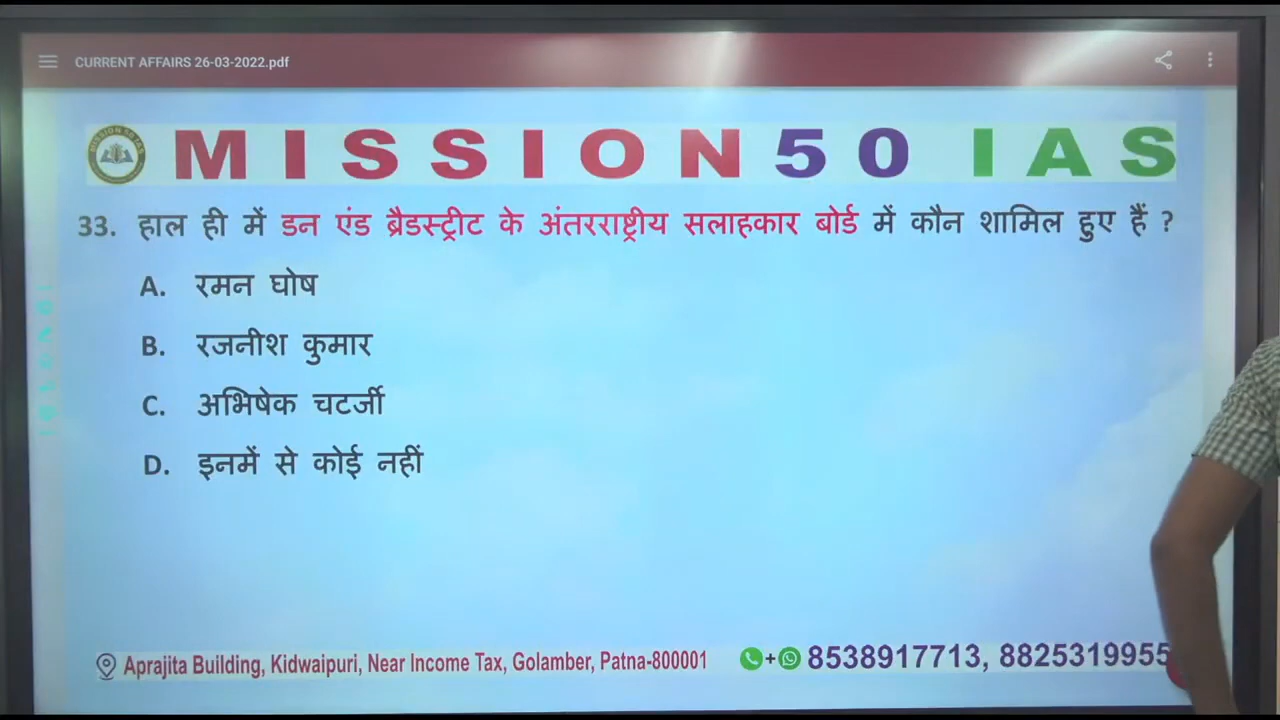 CURRENT AFFAIRS 26-03-2022.pdf
MISSION 50 IAS
33. हाल ही में डन एंड ब्रैडस्ट्रीट के अंतरराष्ट्रीय सलाहकार बोर्ड में कौन शामिल हुए हैं ?
A. रमन घोष
B. रजनीश कुमार
C. अभिषेक चटर्जी
D. इनमें से कोई नहीं
Aprajita Building, Kidwaipuri, Near Income Tax, Golamber, Patna-800001
+ 8538917713, 8825319955